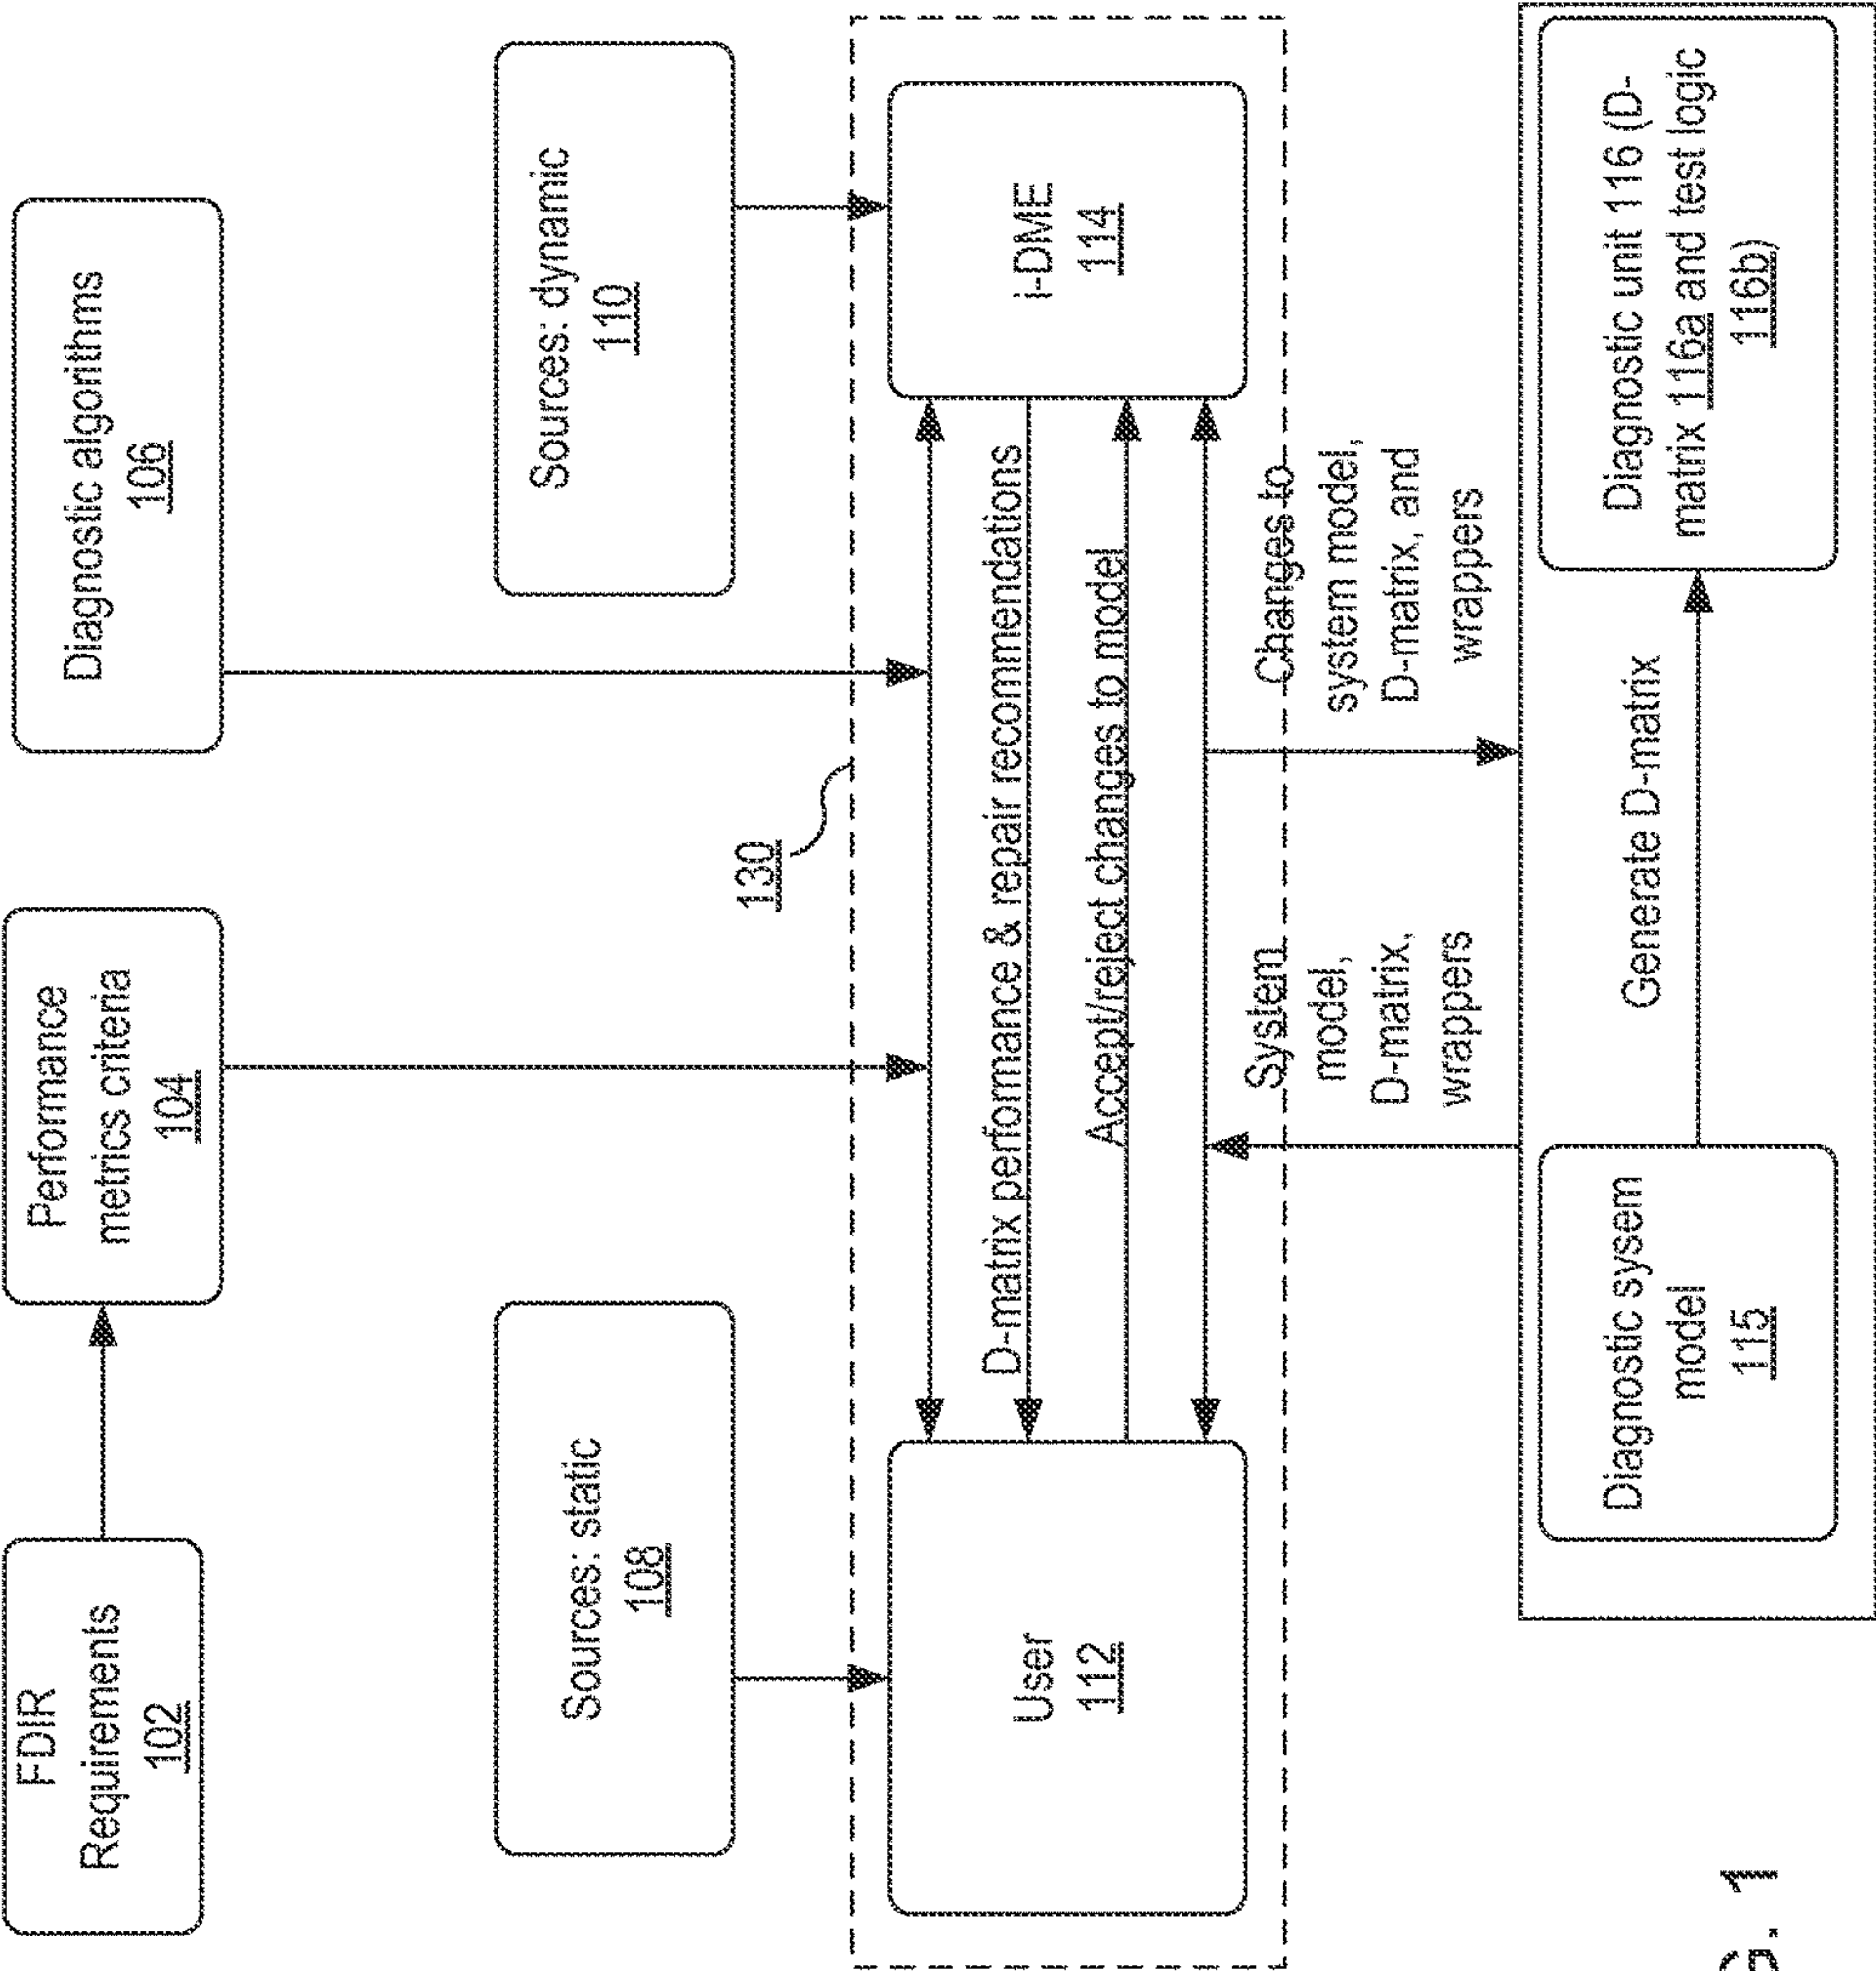 FDIR
Requirements
102
Performance
metrics criteria
104
Diagnostic algorithms
106
Sources: static
108
Sources: dynamic
110
130
User
112
i-DME
114
D-matrix performance & repair recommendations
Accept/reject changes to model
System
model,
D-matrix,
wrappers
Changes to
system model,
D-matrix, and
wrappers
Diagnostic sysem
model
115
Generate D-matrix
Diagnostic unit 116 (D-
matrix 116a and test logic
116b)
G. 1